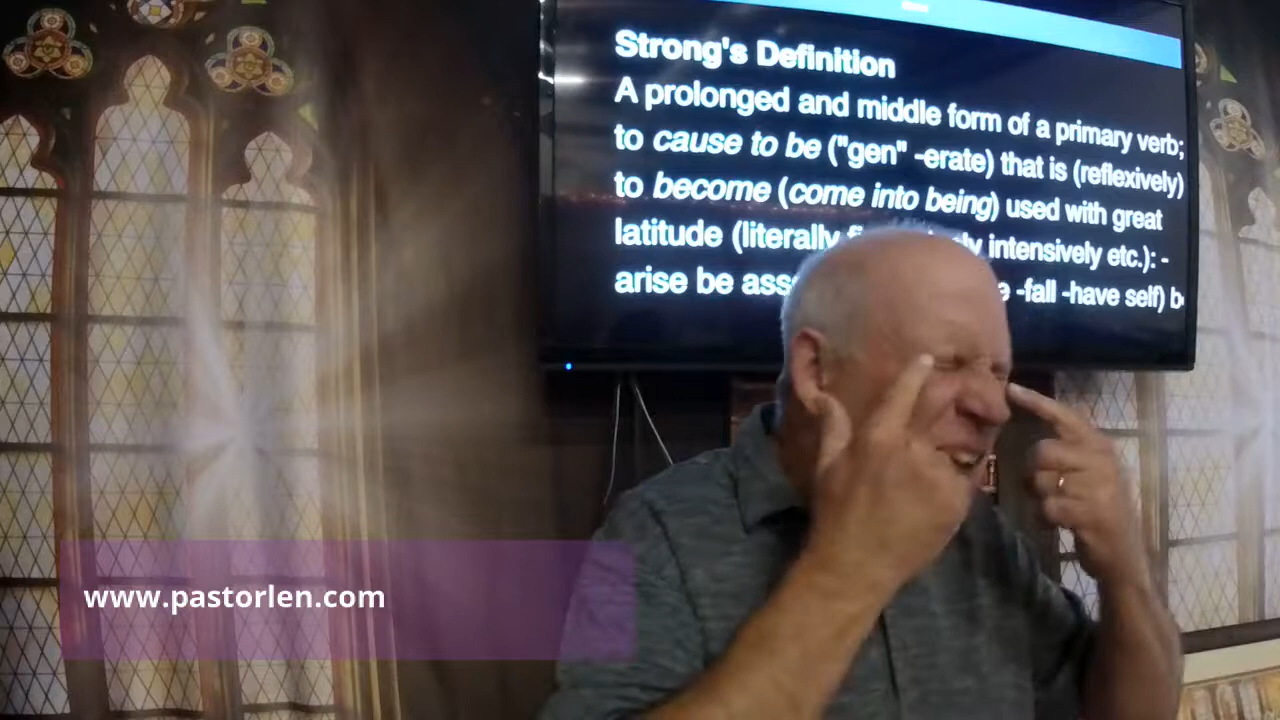 Strong's Definition
A prolonged and middle form of a primary verb;
to cause to be ("gen" -erate) that is (reflexively)
to become (come into being) used with great
latitude (literally intensively etc.): -
arise be -fall -have self)
www.pastorlen.com